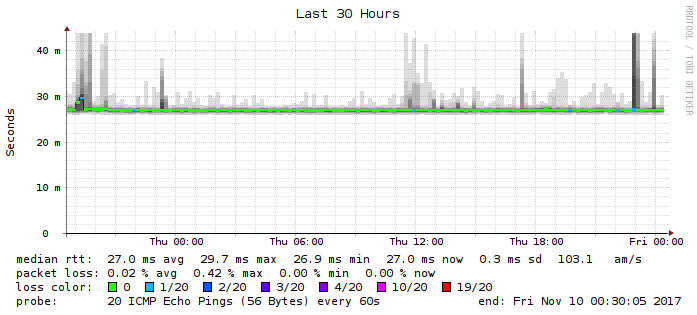 Last 30 Hours
RRDTOOL / TOBI OETIKER
Seconds
40 m
30 m
20 m
10 m
0
Thu 00:00 Thu 06:00 Thu 12:00 Thu 18:00 Fri 00:00
median rtt: 27.0 ms avg 29.7 ms max 26.9 ms min 27.0 ms now 0.3 ms sd 103.1 am/s
packet loss: 0.02 % avg 0.42 % max 0.00 % min 0.00 % now
loss color: 0 1/20 2/20 3/20 4/20 10/20 19/20
probe: 20 ICMP Echo Pings (56 Bytes) every 60s end: Fri Nov 10 00:30:05 2017